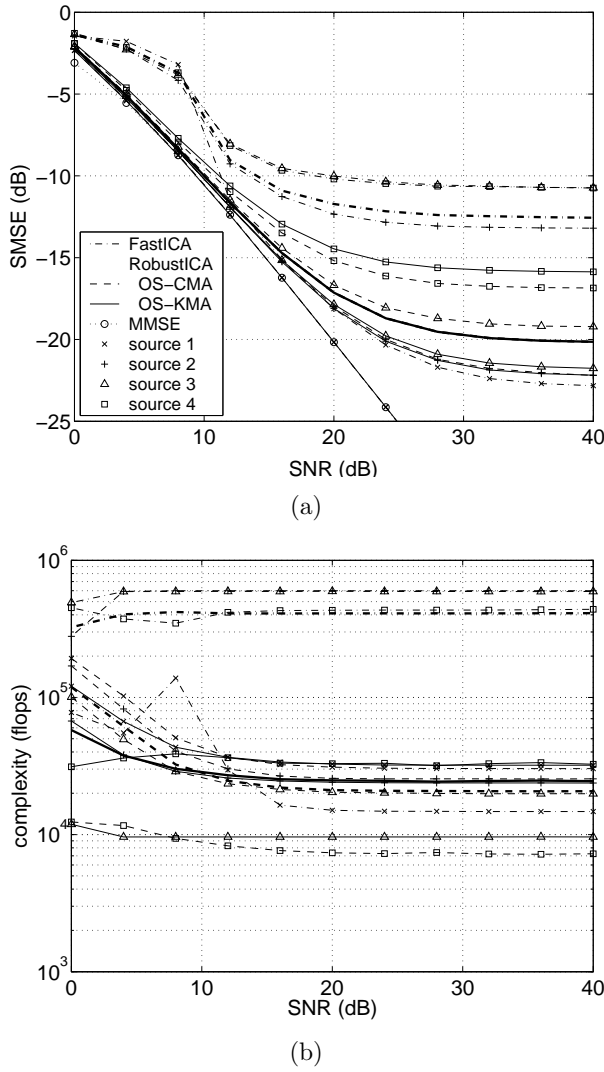 0
−5
−10
−15
−20
−25
SMSE (dB)
FastICA
RobustICA
OS−CMA
OS−KMA
MMSE
source 1
source 2
source 3
source 4
0
10
20
30
40
SNR (dB)
(a)
10^6
10^5
10^4
10^3
complexity (flops)
0
10
20
30
40
SNR (dB)
(b)